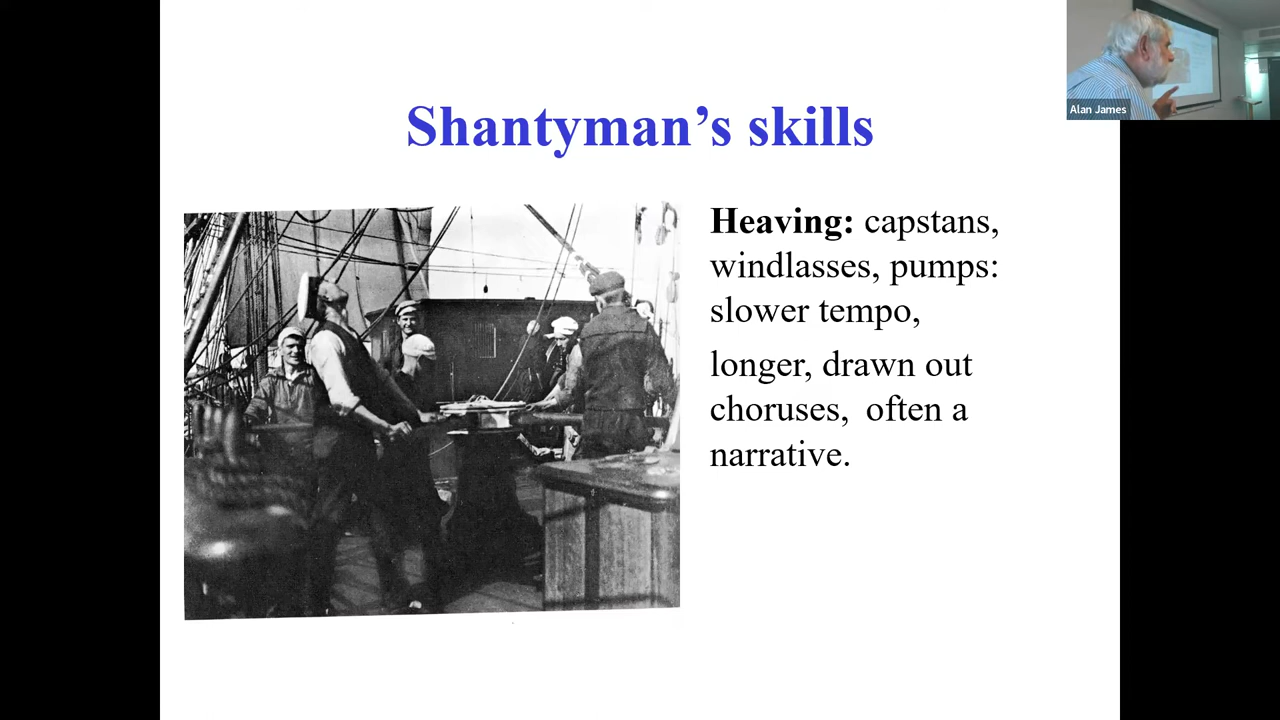 Alan James
Shantyman’s skills
Heaving: capstans,
windlasses, pumps:
slower tempo,
longer, drawn out
choruses,  often a
narrative.